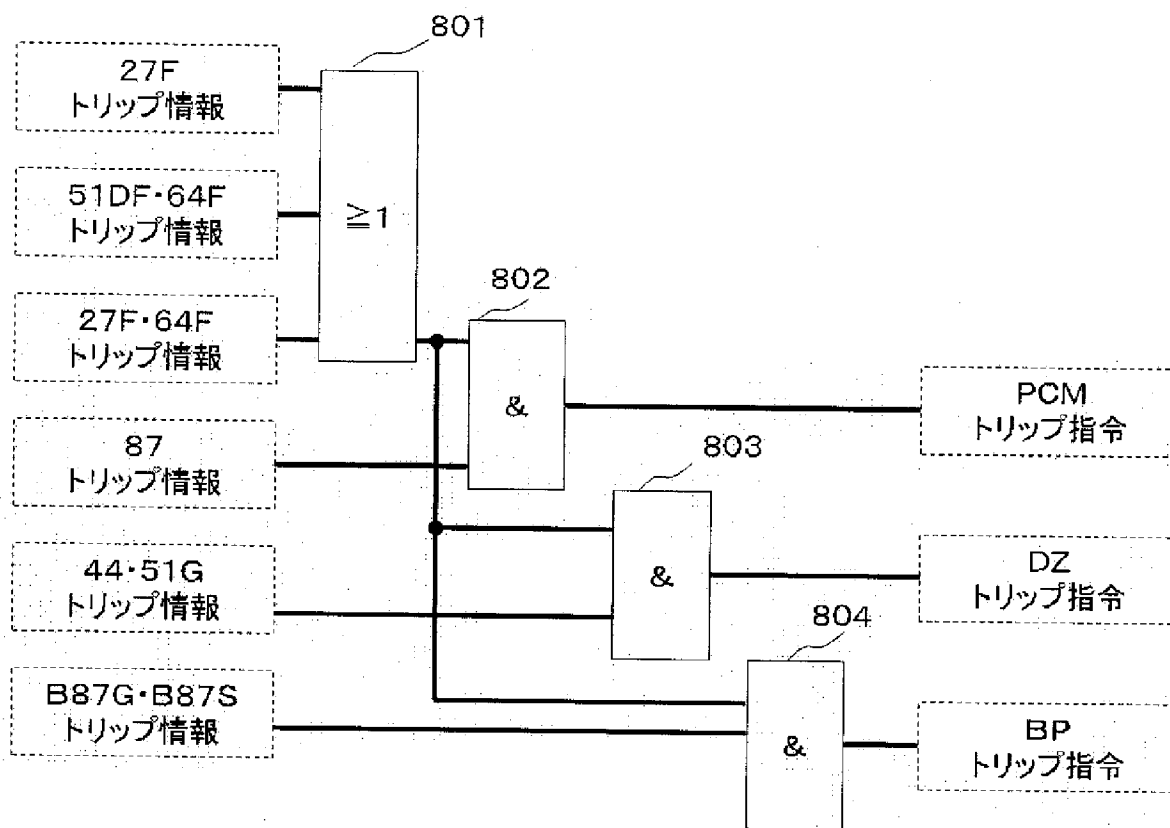 801
27F
トリップ情報
51DF・64F
トリップ情報
≧1
27F・64F
トリップ情報
802
&
PCM
トリップ指令
87
トリップ情報
803
&
DZ
トリップ指令
44・51G
トリップ情報
804
&
BP
トリップ指令
B87G・B87S
トリップ情報